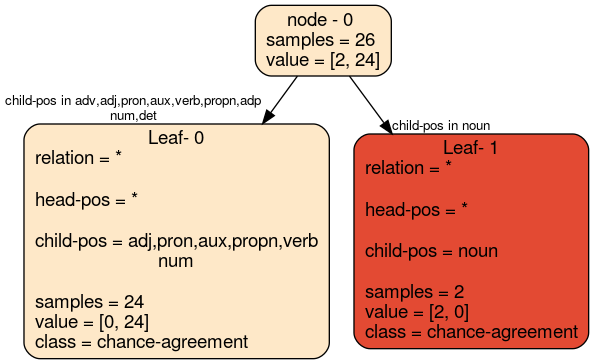 node - 0
samples = 26
value = [2, 24]
child-pos in adv,adj,pron,aux,verb,propn,adp
num,det
child-pos in noun
Leaf- 0
relation = *
head-pos = *
child-pos = adj,pron,aux,propn,verb
num
samples = 24
value = [0, 24]
class = chance-agreement
Leaf- 1
relation = *
head-pos = *
child-pos = noun
samples = 2
value = [2, 0]
class = chance-agreement